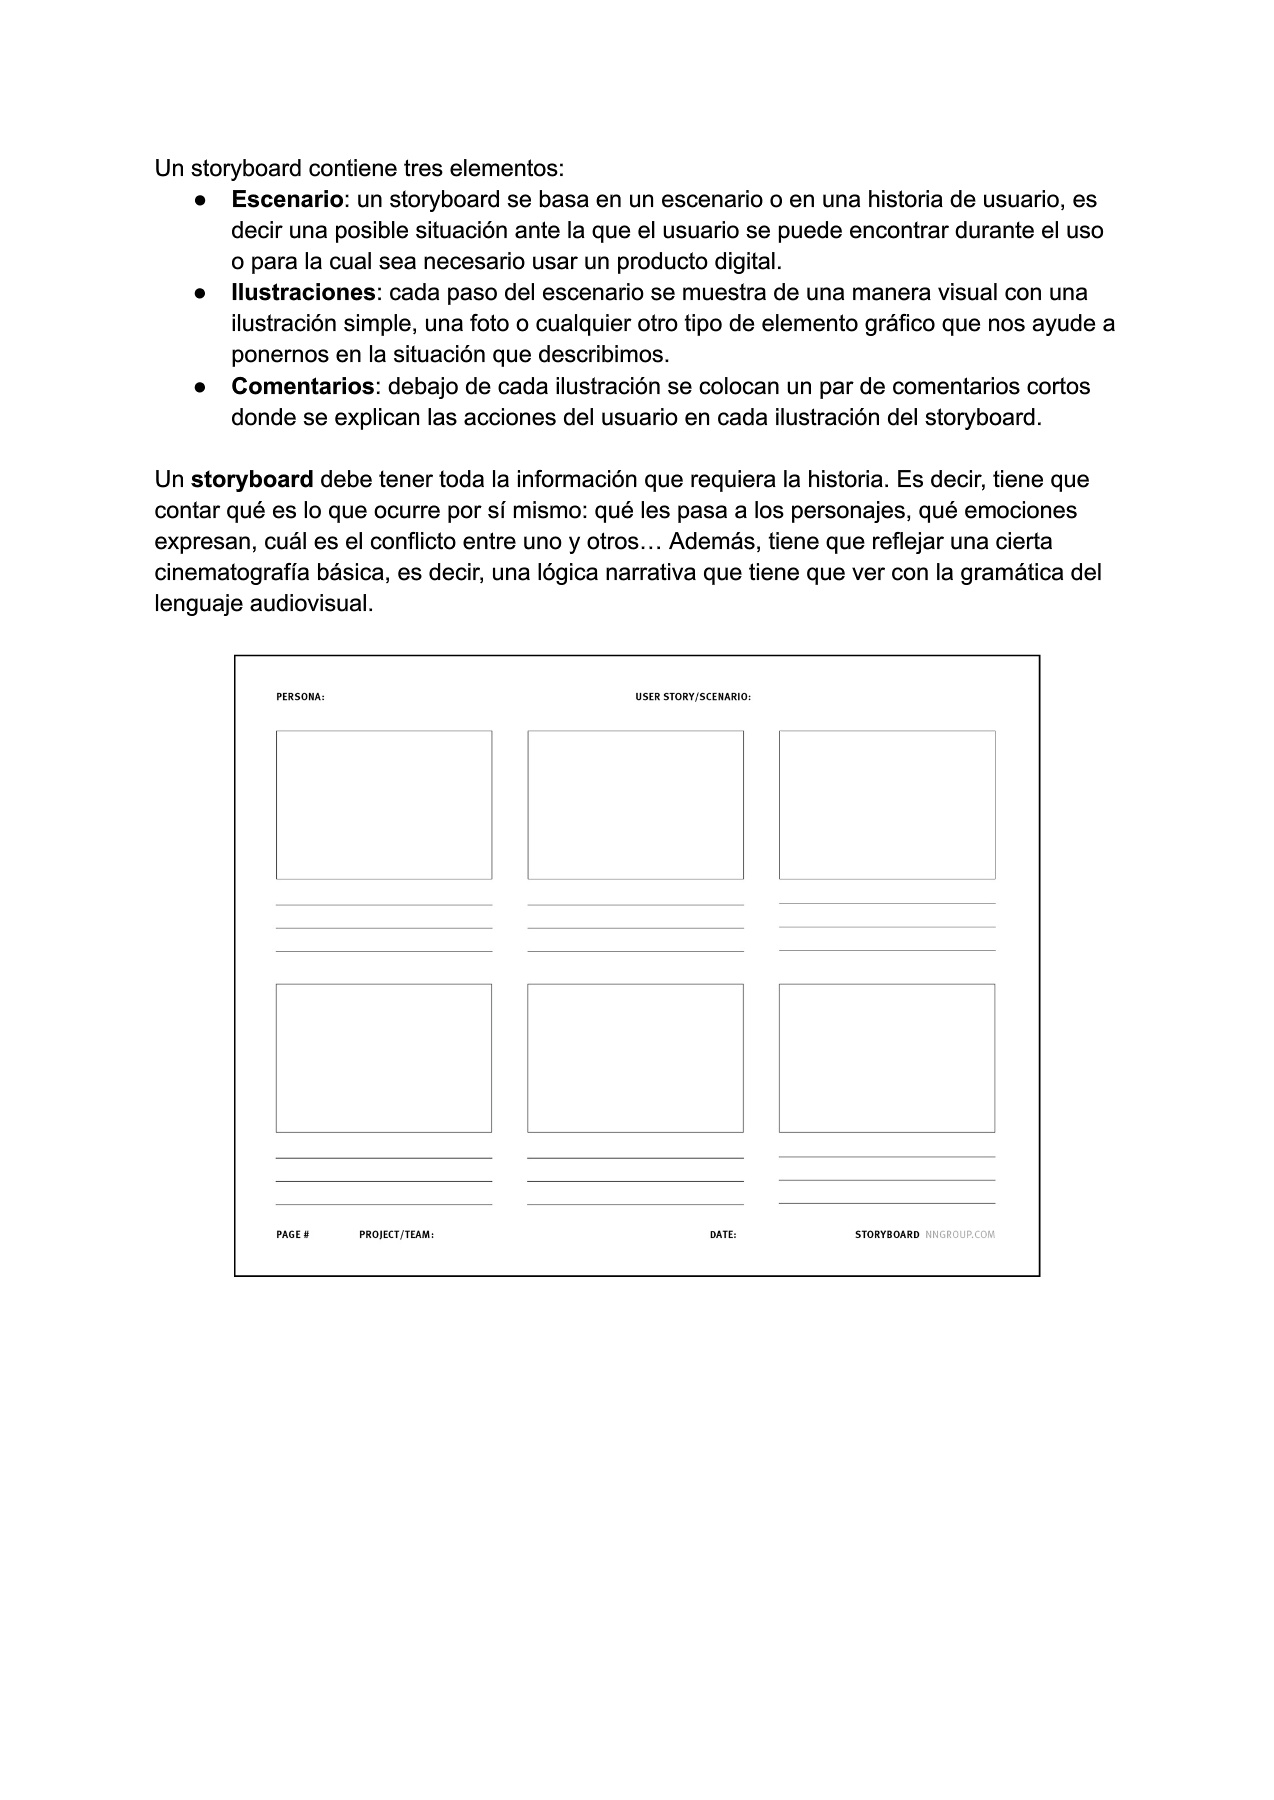 Un storyboard contiene tres elementos:
● Escenario: un storyboard se basa en un escenario o en una historia de usuario, es
decir una posible situación ante la que el usuario se puede encontrar durante el uso
o para la cual sea necesario usar un producto digital.
● Ilustraciones: cada paso del escenario se muestra de una manera visual con una
ilustración simple, una foto o cualquier otro tipo de elemento gráfico que nos ayude a
ponernos en la situación que describimos.
● Comentarios: debajo de cada ilustración se colocan un par de comentarios cortos
donde se explican las acciones del usuario en cada ilustración del storyboard.
Un storyboard debe tener toda la información que requiera la historia. Es decir, tiene que
contar qué es lo que ocurre por sí mismo: qué les pasa a los personajes, qué emociones
expresan, cuál es el conflicto entre uno y otros… Además, tiene que reflejar una cierta
cinematografía básica, es decir, una lógica narrativa que tiene que ver con la gramática del
lenguaje audiovisual.
PERSONA: USER STORY/SCENARIO:
PAGE # PROJECT/TEAM: DATE: STORYBOARD NNGROUP.COM